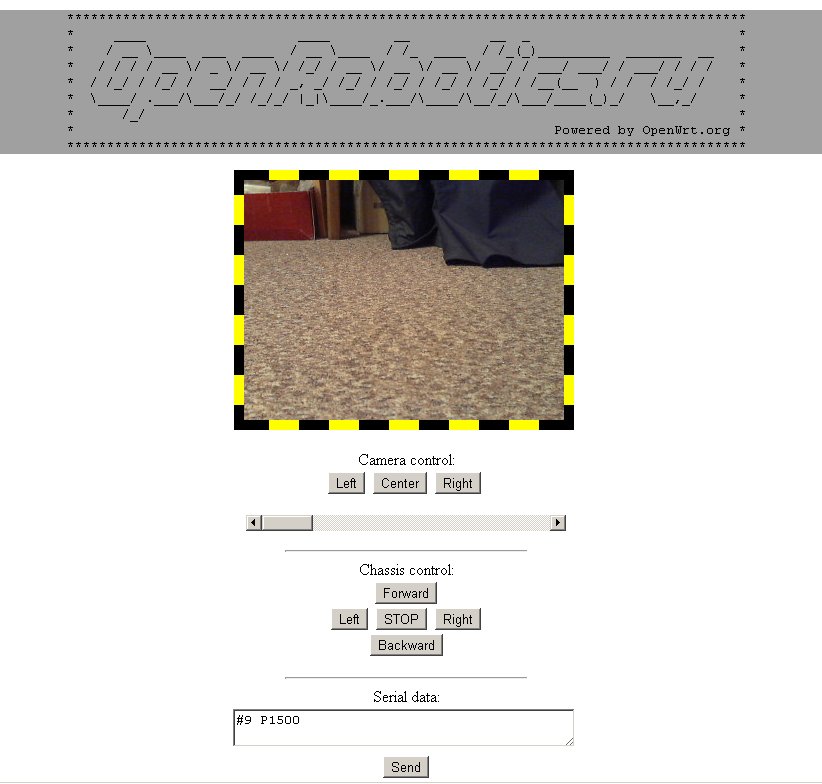 OpenRobotics.ru
Powered by OpenWrt.org
Camera control:
Left Center Right
Chassis control:
Forward
Left STOP Right
Backward
Serial data:
#9 P1500
Send